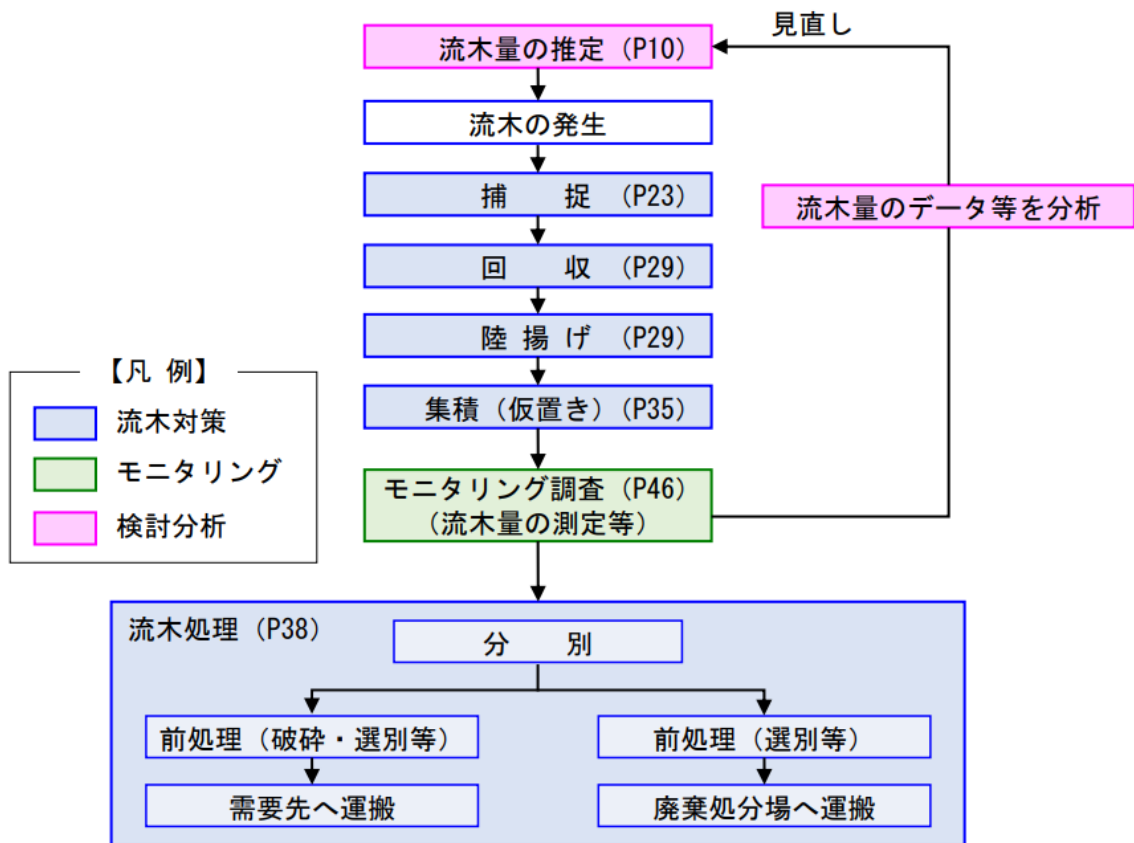 見直し
流木量の推定（P10）
流木の発生
捕　　捉（P23）
流木量のデータ等を分析
回　　収（P29）
陸 揚 げ（P29）
集積（仮置き）（P35）
モニタリング調査（P46）
（流木量の測定等）
【凡 例】
流木対策
モニタリング
検討分析
流木処理（P38）
分　　別
前処理（破砕・選別等）
前処理（選別等）
需要先へ運搬
廃棄処分場へ運搬